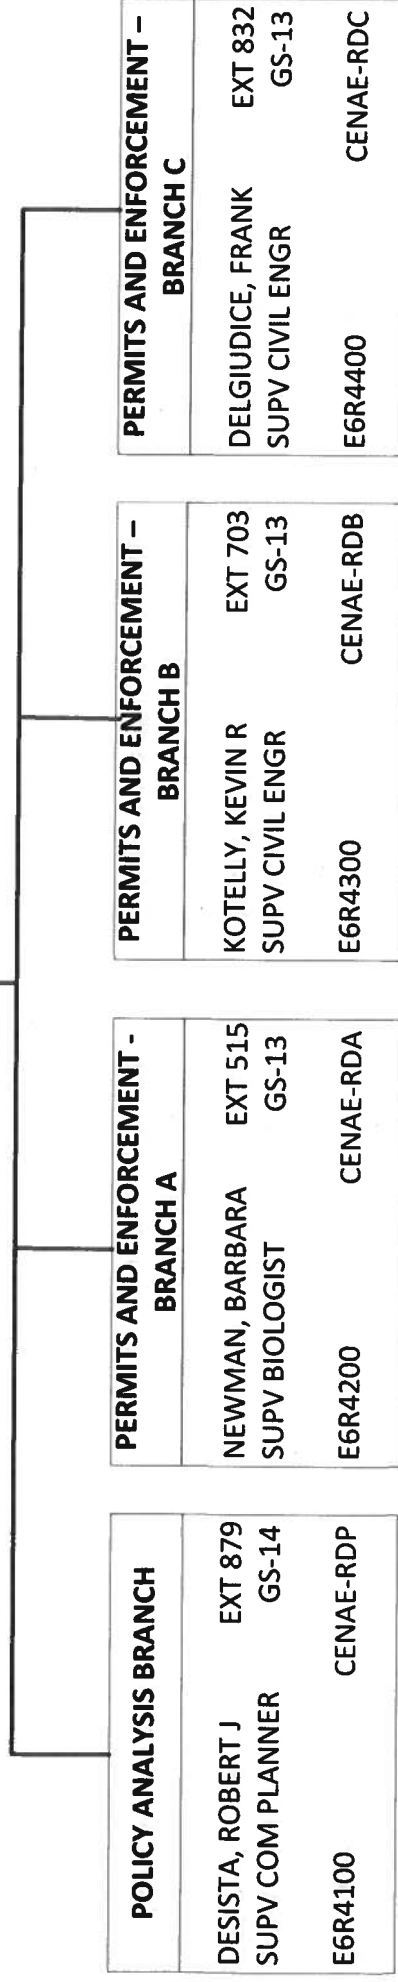 POLICY ANALYSIS BRANCH
DESISTA, ROBERT J EXT 879
SUPV COM PLANNER GS-14
E6R4100 CENAE-RDP
PERMITS AND ENFORCEMENT -
BRANCH A
NEWMAN, BARBARA EXT 515
SUPV BIOLOGIST GS-13
E6R4200 CENAE-RDA
PERMITS AND ENFORCEMENT –
BRANCH B
KOTELLY, KEVIN R EXT 703
SUPV CIVIL ENGR GS-13
E6R4300 CENAE-RDB
PERMITS AND ENFORCEMENT –
BRANCH C
DELGIUDICE, FRANK EXT 832
SUPV CIVIL ENGR GS-13
E6R4400 CENAE-RDC